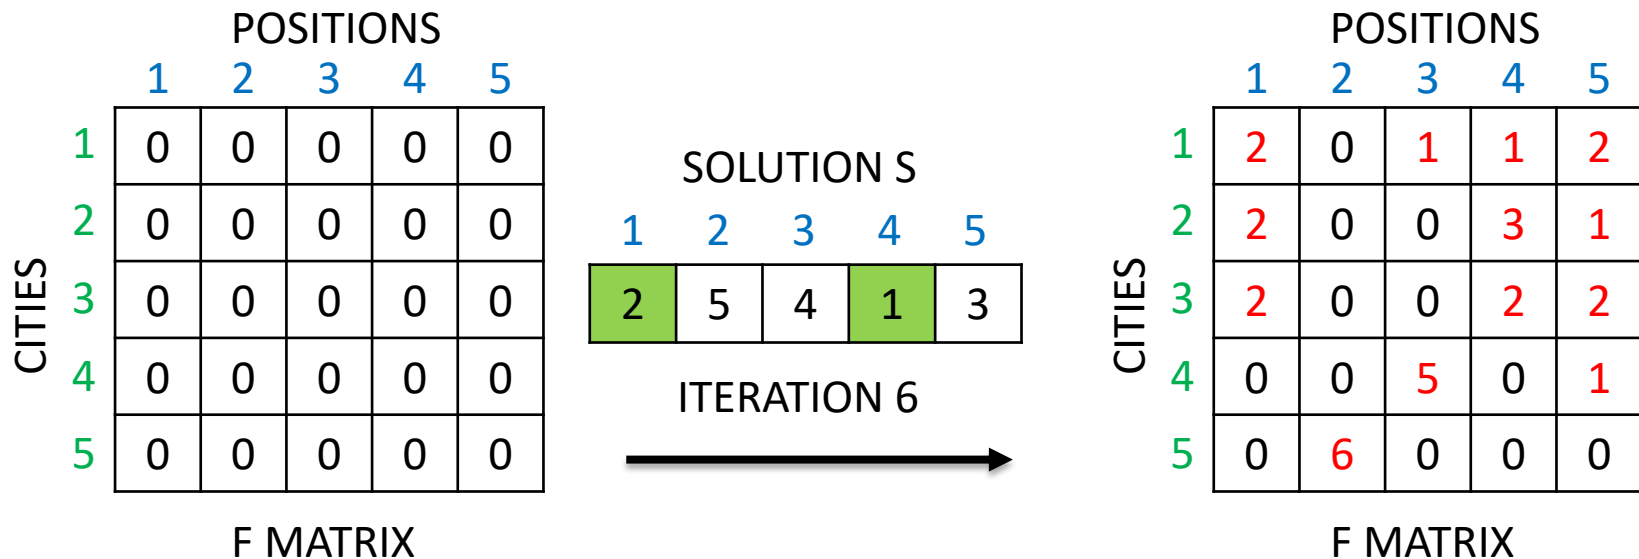 POSITIONS
1 2 3 4 5
CITIES
1 0 0 0 0 0
2 0 0 0 0 0
3 0 0 0 0 0
4 0 0 0 0 0
5 0 0 0 0 0
F MATRIX
SOLUTION S
1 2 3 4 5
2 5 4 1 3
ITERATION 6
POSITIONS
1 2 3 4 5
CITIES
1 2 0 1 1 2
2 2 0 0 3 1
3 2 0 0 2 2
4 0 0 5 0 1
5 0 6 0 0 0
F MATRIX